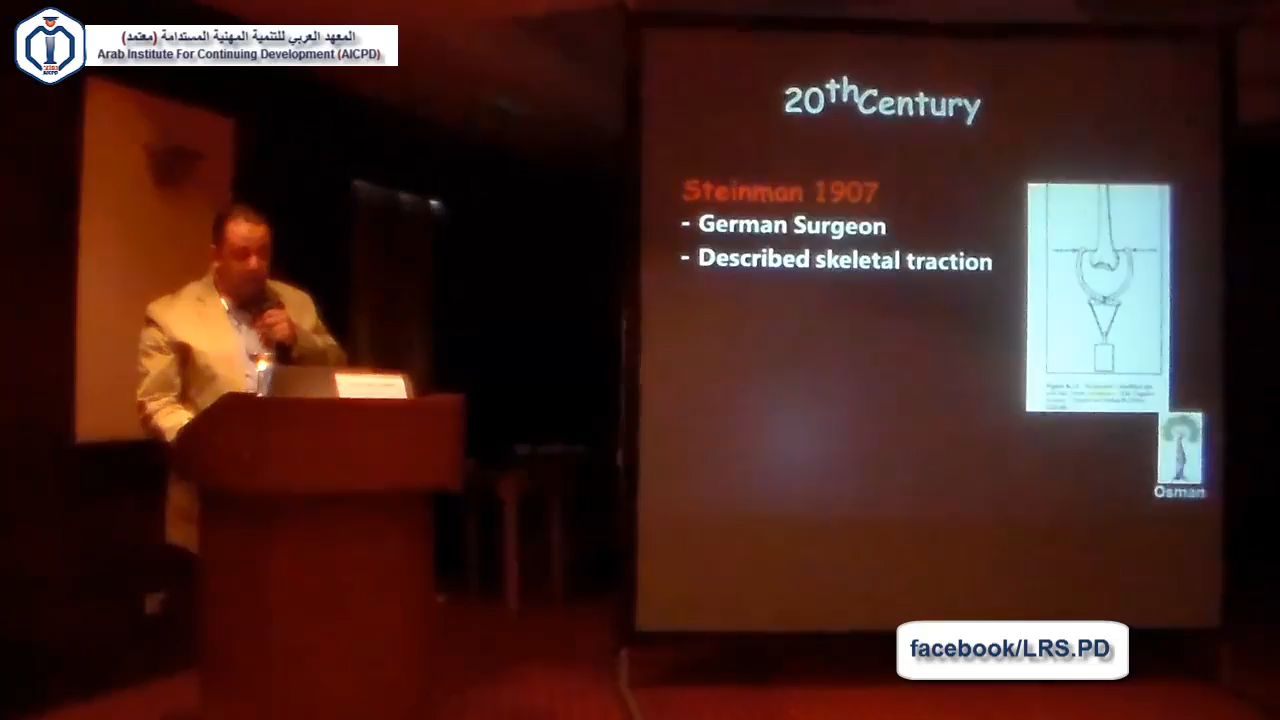 المعهد العربي للتنمية المهنية المستدامة (معتمد)
Arab Institute For Continuing Development (AICPD)
AICPD
20th Century
Steinman 1907
- German Surgeon
- Described skeletal traction
Osman
facebook/LRS.PD